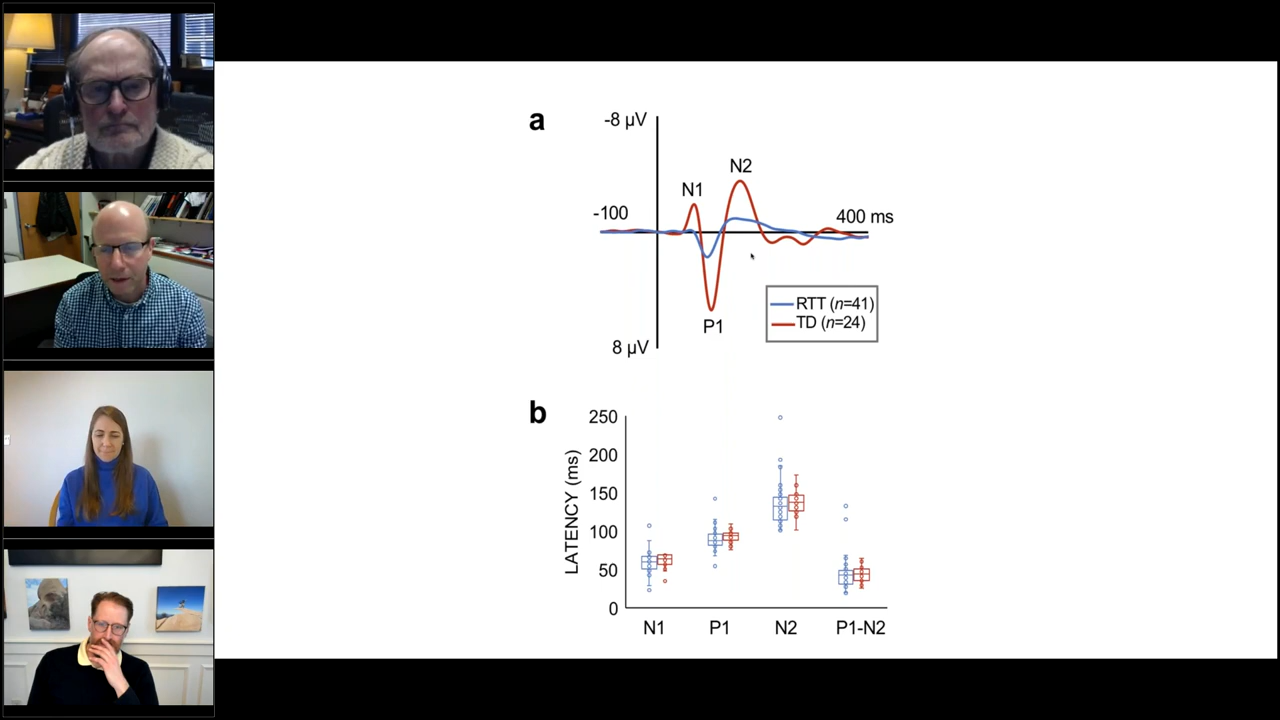 a
-8 µV
N2
N1
-100
400 ms
RTT (n=41)
TD (n=24)
P1
8 µV
b
250
200
150
100
50
0
LATENCY (ms)
N1 P1 N2 P1-N2